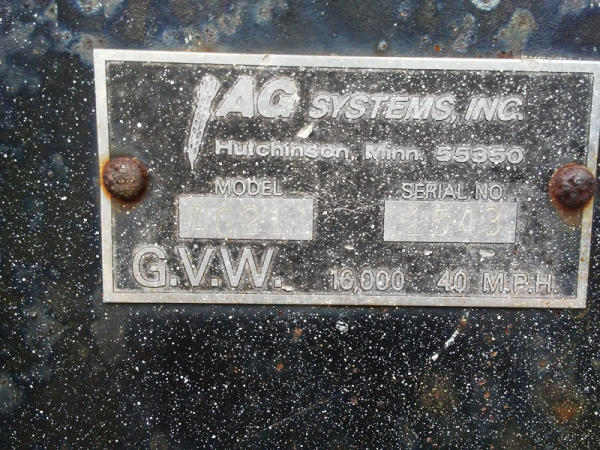 AG SYSTEMS, INC.
Hutchinson, Minn. 55350
MODEL SERIAL NO.
1543
G.V.W. 16,000 40 M.P.H.